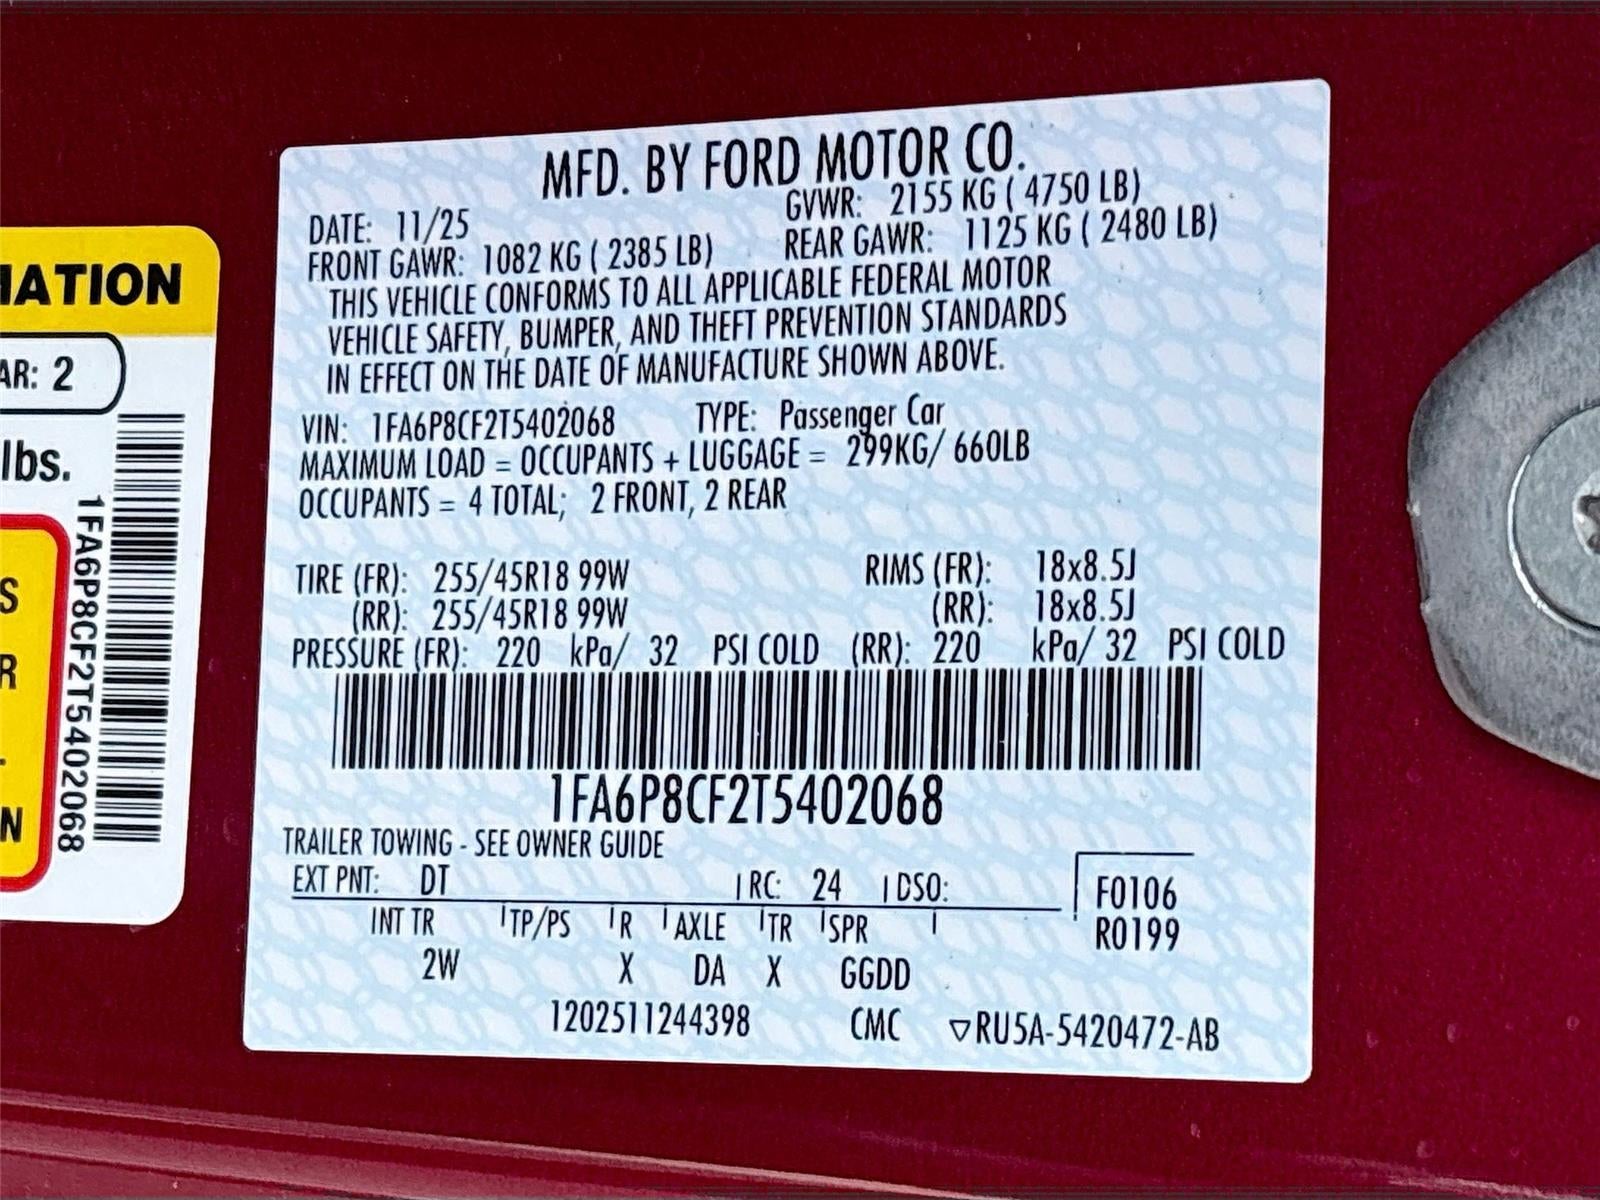 MFD. BY FORD MOTOR CO.
DATE: 11/25 GVWR: 2155 KG ( 4750 LB)
FRONT GAWR: 1082 KG ( 2385 LB) REAR GAWR: 1125 KG ( 2480 LB)
THIS VEHICLE CONFORMS TO ALL APPLICABLE FEDERAL MOTOR
VEHICLE SAFETY, BUMPER, AND THEFT PREVENTION STANDARDS
IN EFFECT ON THE DATE OF MANUFACTURE SHOWN ABOVE.
VIN: 1FA6P8CF2T5402068 TYPE: Passenger Car
MAXIMUM LOAD = OCCUPANTS + LUGGAGE = 299KG/ 660LB
OCCUPANTS = 4 TOTAL; 2 FRONT, 2 REAR
TIRE (FR): 255/45R18 99W RIMS (FR): 18x8.5J
(RR): 255/45R18 99W (RR): 18x8.5J
PRESSURE (FR): 220 kPa/ 32 PSI COLD (RR): 220 kPa/ 32 PSI COLD
1FA6P8CF2T5402068
TRAILER TOWING - SEE OWNER GUIDE
EXT PNT: DT RC: 24 DSO:
F0106
R0199
INT TR TP/PS R AXLE TR SPR
2W X DA X GGDD
1202511244398 CMC ▽RU5A-5420472-AB
MATION
AR: 2
lbs.
1FA6P8CF2T5402068
S
R
N